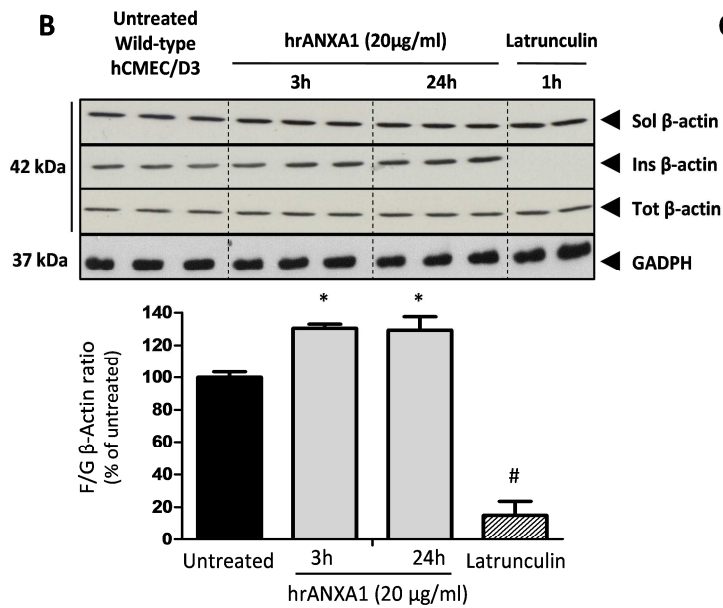 B
Untreated
Wild-type
hCMEC/D3
hrANXA1 (20μg/ml)
Latrunculin
3h
24h
1h
42 kDa
Sol β-actin
Ins β-actin
Tot β-actin
37 kDa
GADPH
F/G β-Actin ratio
(% of untreated)
140
120
100
80
60
40
20
0
*
*
#
Untreated
3h
24h
Latrunculin
hrANXA1 (20 μg/ml)